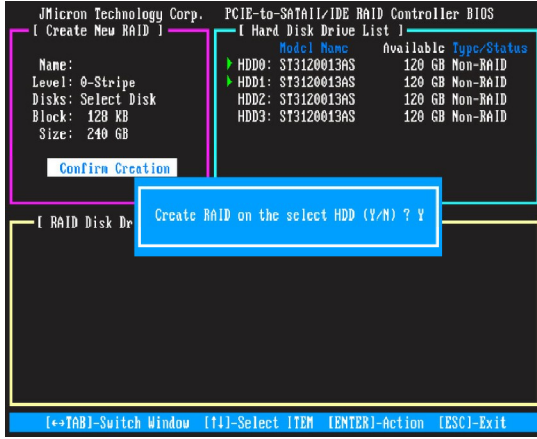 JMicron Technology Corp. PCIE-to-SATAII/IDE RAID Controller BIOS
[ Create New RAID ]
Name:
Level: 0-Stripe
Disks: Select Disk
Block: 128 KB
Size: 240 GB
Confirm Creation
[ Hard Disk Drive List ]
Model Name Available Type/Status
HDD0: ST3120013AS 120 GB Non-RAID
HDD1: ST3120013AS 120 GB Non-RAID
HDD2: ST3120013AS 120 GB Non-RAID
HDD3: ST3120013AS 120 GB Non-RAID
[ RAID Disk Dr
Create RAID on the select HDD (Y/N) ? Y
[↔TAB]-Switch Window [↑↓]-Select ITEM [ENTER]-Action [ESC]-Exit